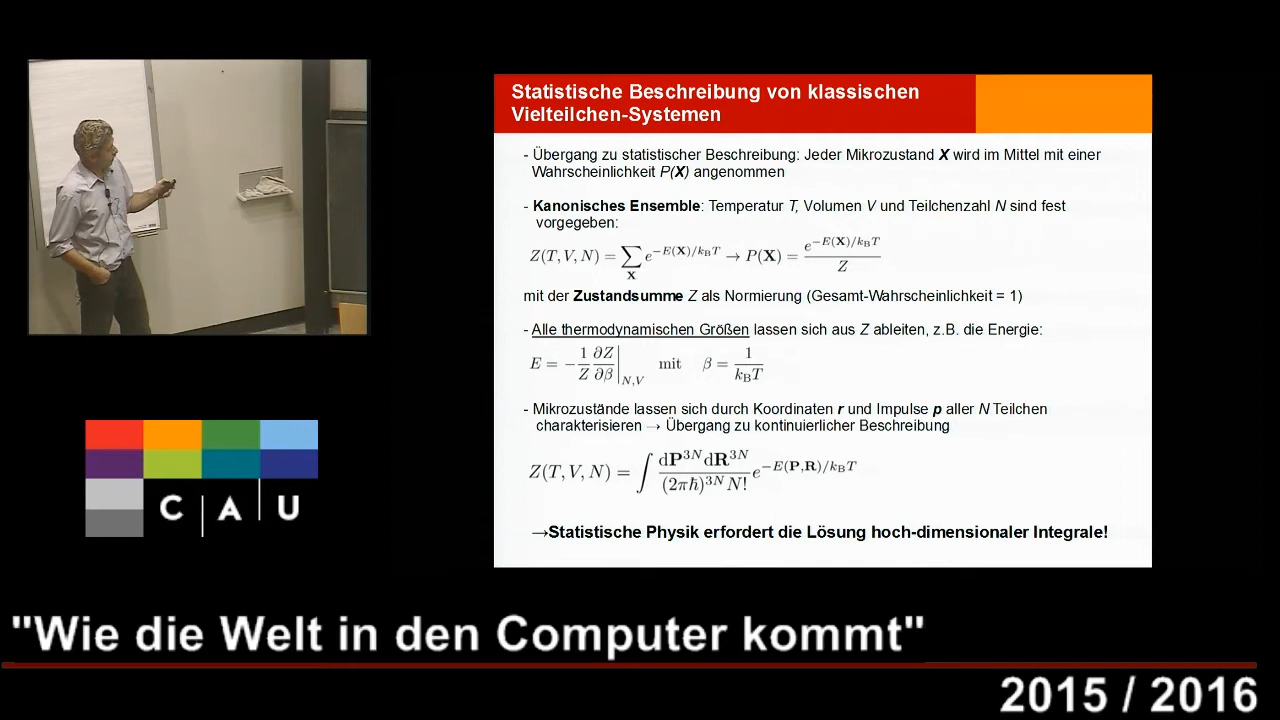 Statistische Beschreibung von klassischen
Vielteilchen-Systemen
- Übergang zu statistischer Beschreibung: Jeder Mikrozustand X wird im Mittel mit einer
Wahrscheinlichkeit P(X) angenommen
- Kanonisches Ensemble: Temperatur T, Volumen V und Teilchenzahl N sind fest
vorgegeben:
Z(T, V, N) = ∑_X e^{−E(X)/k_B T} → P(X) = e^{−E(X)/k_B T} / Z
mit der Zustandsumme Z als Normierung (Gesamt-Wahrscheinlichkeit = 1)
- Alle thermodynamischen Größen lassen sich aus Z ableiten, z.B. die Energie:
E = − 1/Z ∂Z/∂β |_{N,V} mit β = 1/(k_B T)
- Mikrozustände lassen sich durch Koordinaten r und Impulse p aller N Teilchen
charakterisieren → Übergang zu kontinuierlicher Beschreibung
Z(T, V, N) = ∫ dP^{3N}dR^{3N} / ((2πħ)^{3N} N!) e^{−E(P,R)/k_B T}
→Statistische Physik erfordert die Lösung hoch-dimensionaler Integrale!
C A U
"Wie die Welt in den Computer kommt"
2015 / 2016